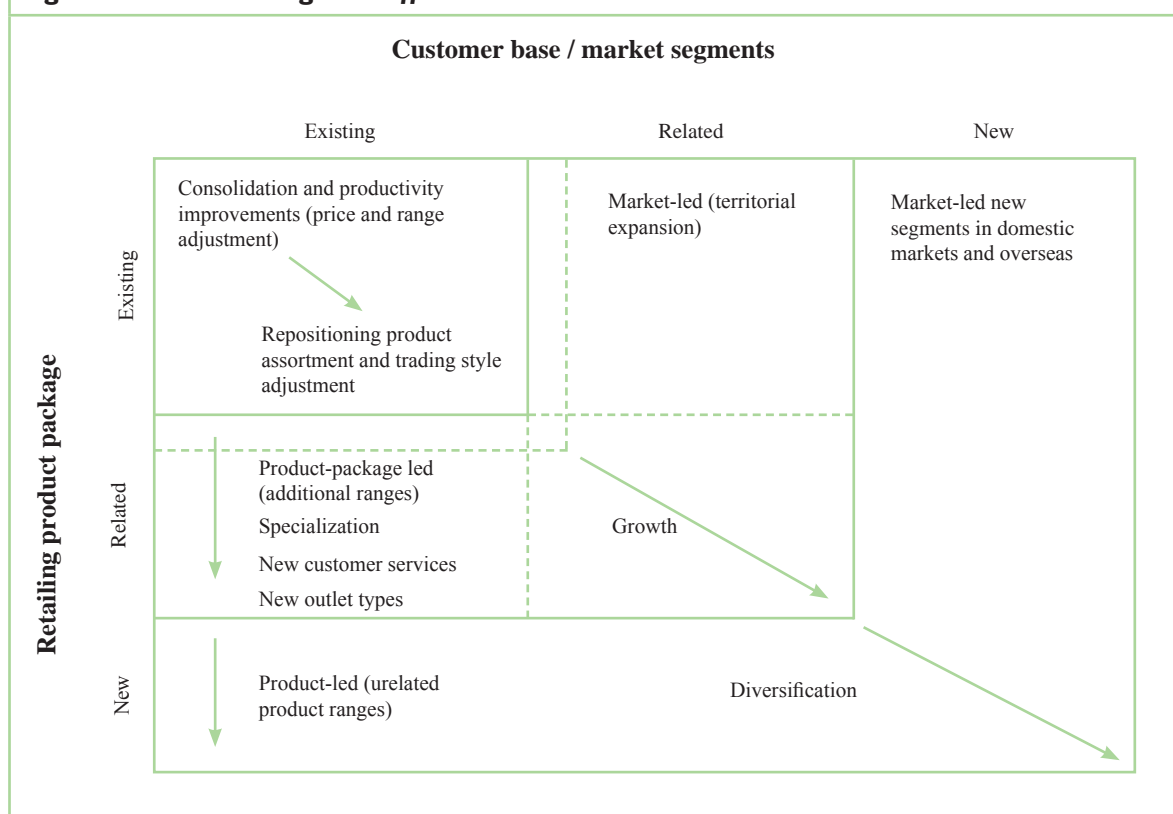 Customer base / market segments
Existing
Related
New
Retailing product package
Existing
Consolidation and productivity
improvements (price and range
adjustment)
Repositioning product
assortment and trading style
adjustment
Market-led (territorial
expansion)
Market-led new
segments in domestic
markets and overseas
Related
Product-package led
(additional ranges)
Specialization
New customer services
New outlet types
Growth
New
Product-led (urelated
product ranges)
Diversification